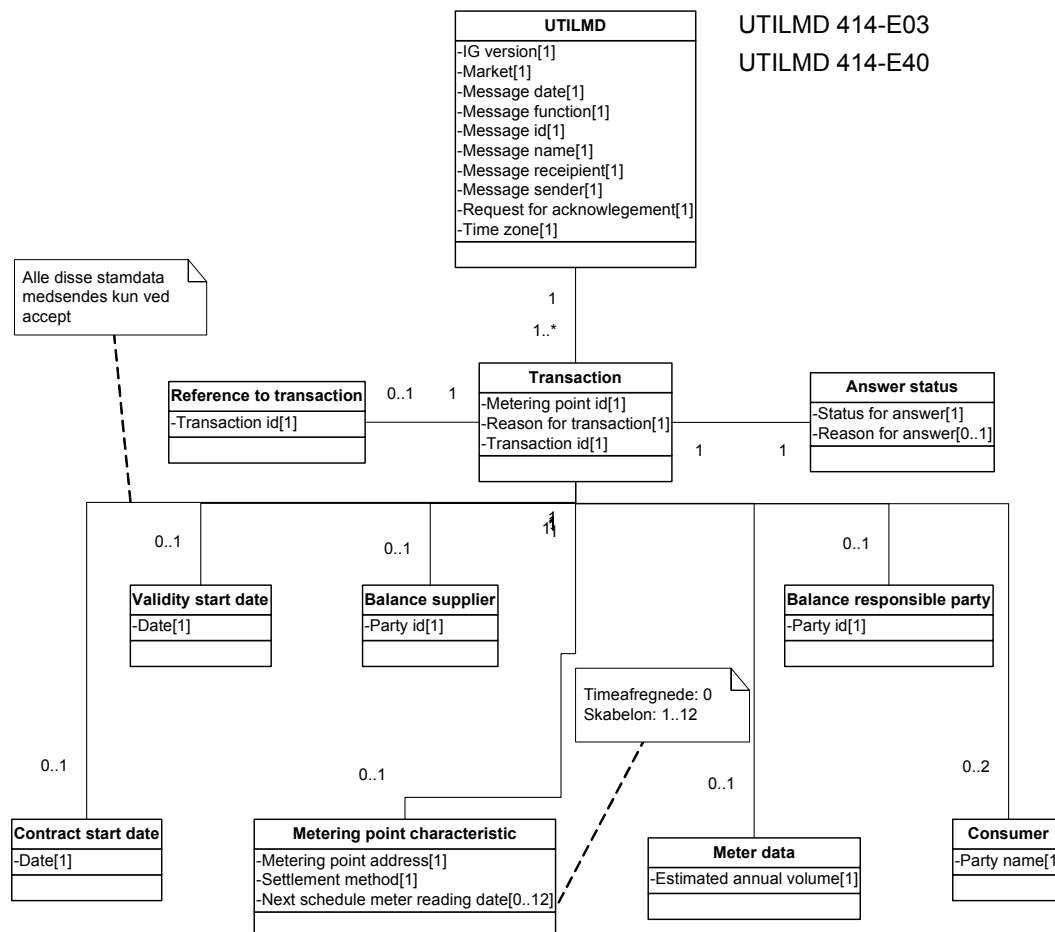 UTILMD
-IG version[1]
-Market[1]
-Message date[1]
-Message function[1]
-Message id[1]
-Message name[1]
-Message receipient[1]
-Message sender[1]
-Request for acknowlegement[1]
-Time zone[1]
UTILMD 414-E03
UTILMD 414-E40
Alle disse stamdata
medsendes kun ved
accept
1
1..*
Reference to transaction
-Transaction id[1]
0..1
1
Transaction
-Metering point id[1]
-Reason for transaction[1]
-Transaction id[1]
1
1
Answer status
-Status for answer[1]
-Reason for answer[0..1]
0..1
0..1
0..1
Validity start date
-Date[1]
Balance supplier
-Party id[1]
Balance responsible party
-Party id[1]
Timeafregnede: 0
Skabelon: 1..12
0..1
0..1
0..1
0..2
Contract start date
-Date[1]
Metering point characteristic
-Metering point address[1]
-Settlement method[1]
-Next schedule meter reading date[0..12]
Meter data
-Estimated annual volume[1]
Consumer
-Party name[1